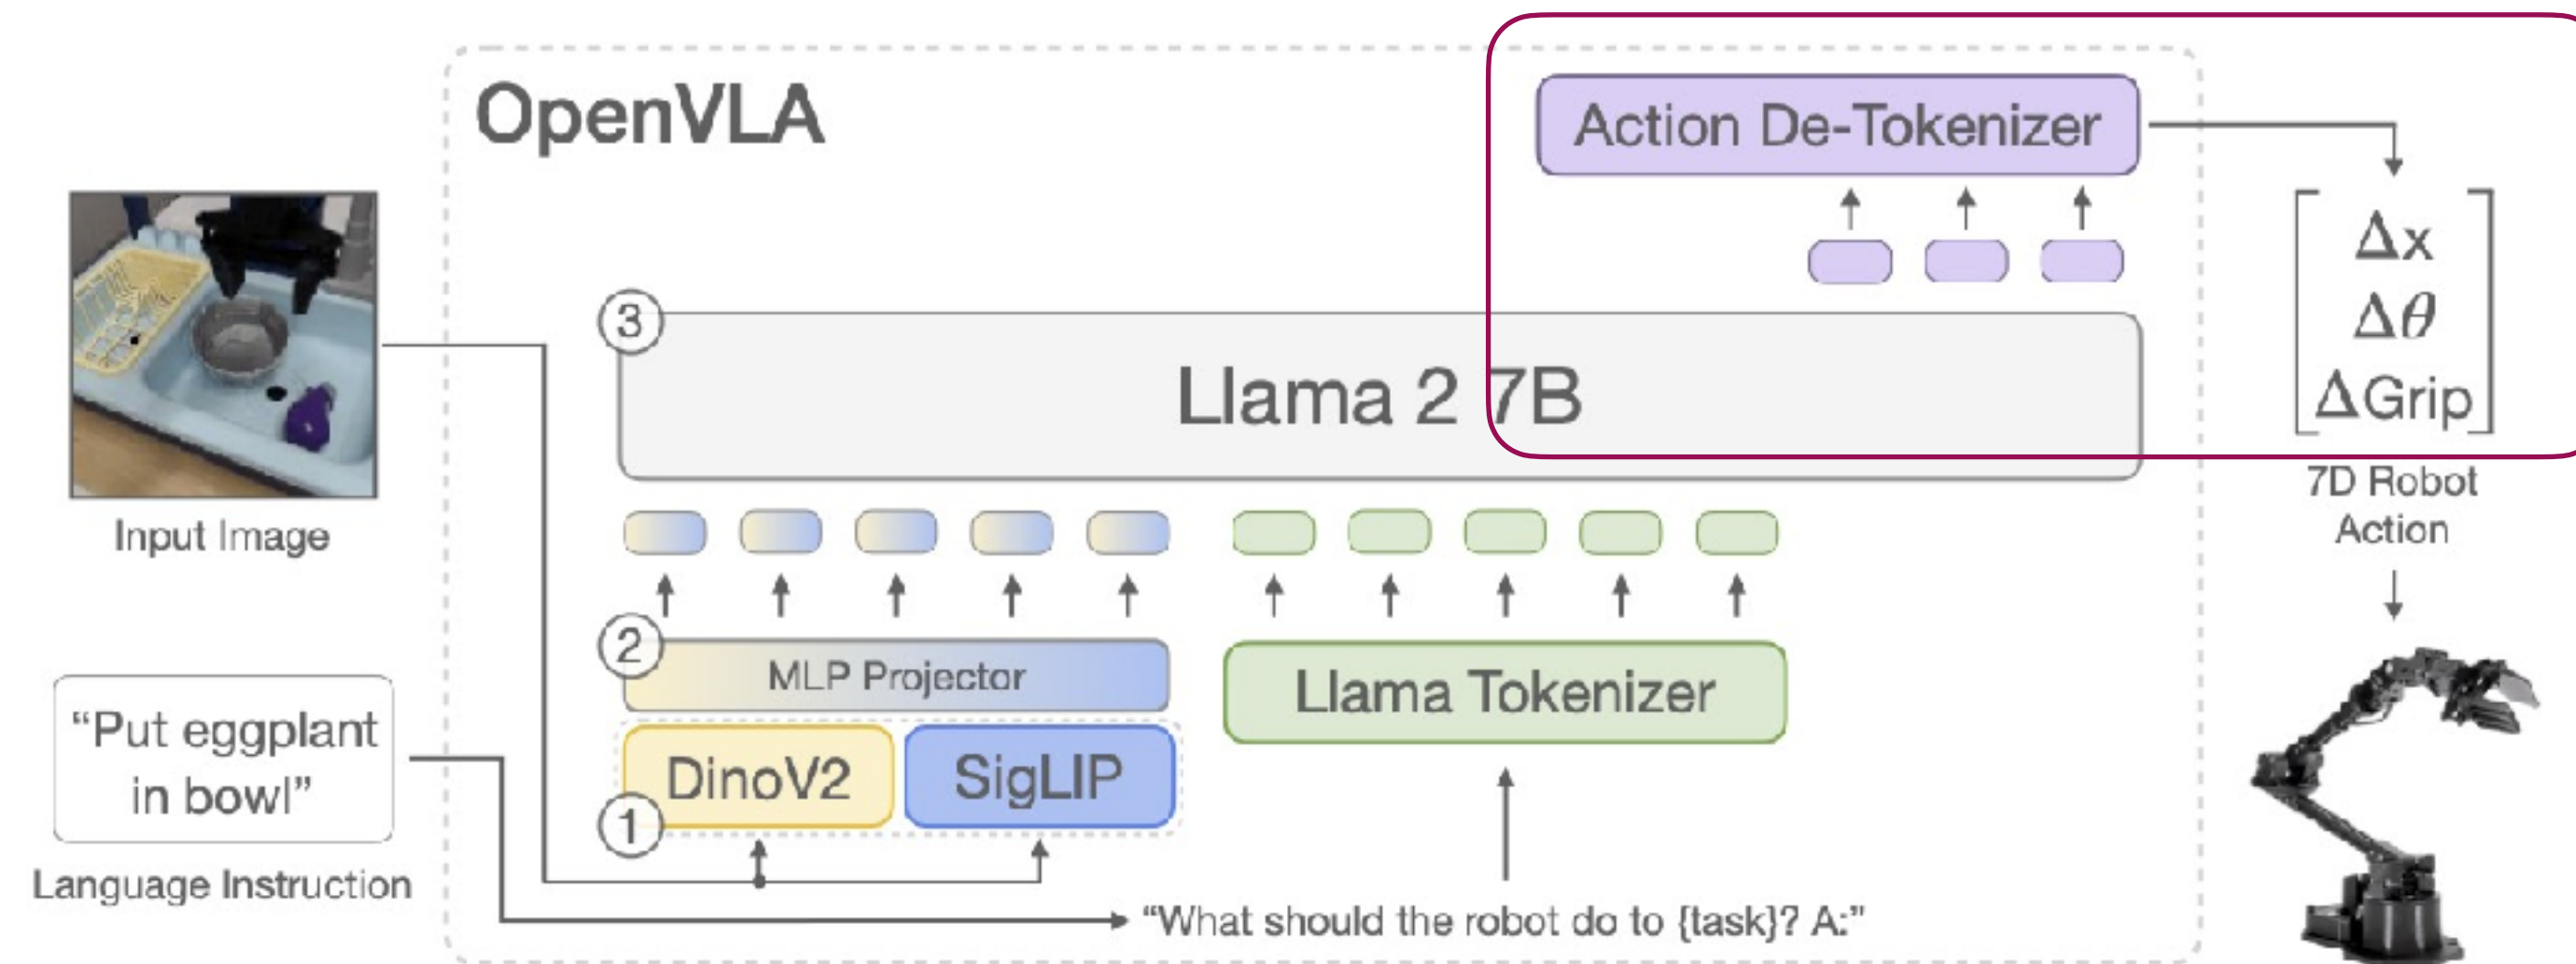 OpenVLA
Action De-Tokenizer
Δx
Δθ
ΔGrip
3
Llama 2 7B
7D Robot
Action
Input Image
2
MLP Projector
Llama Tokenizer
“Put eggplant
in bowl”
DinoV2
SigLIP
1
Language Instruction
“What should the robot do to {task}? A:”